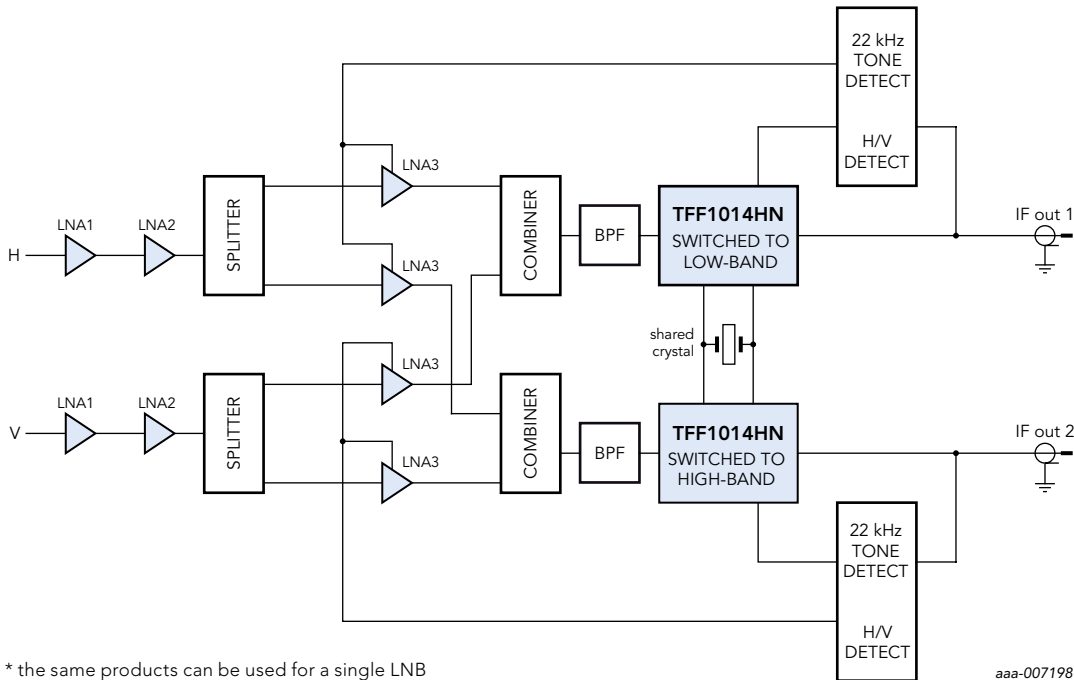 22 kHz
TONE
DETECT
H/V
DETECT
LNA3
H
LNA1
LNA2
SPLITTER
LNA3
COMBINER
BPF
TFF1014HN
SWITCHED TO
LOW-BAND
IF out 1
shared
crystal
LNA3
V
LNA1
LNA2
SPLITTER
LNA3
COMBINER
BPF
TFF1014HN
SWITCHED TO
HIGH-BAND
IF out 2
22 kHz
TONE
DETECT
H/V
DETECT
* the same products can be used for a single LNB
aaa-007198